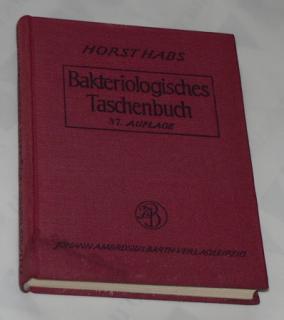 HORST HABS
Bakteriologisches
Taschenbuch
37. AUFLAGE
JOHANN AMBROSIUS BARTH VERLAG LEIPZIG